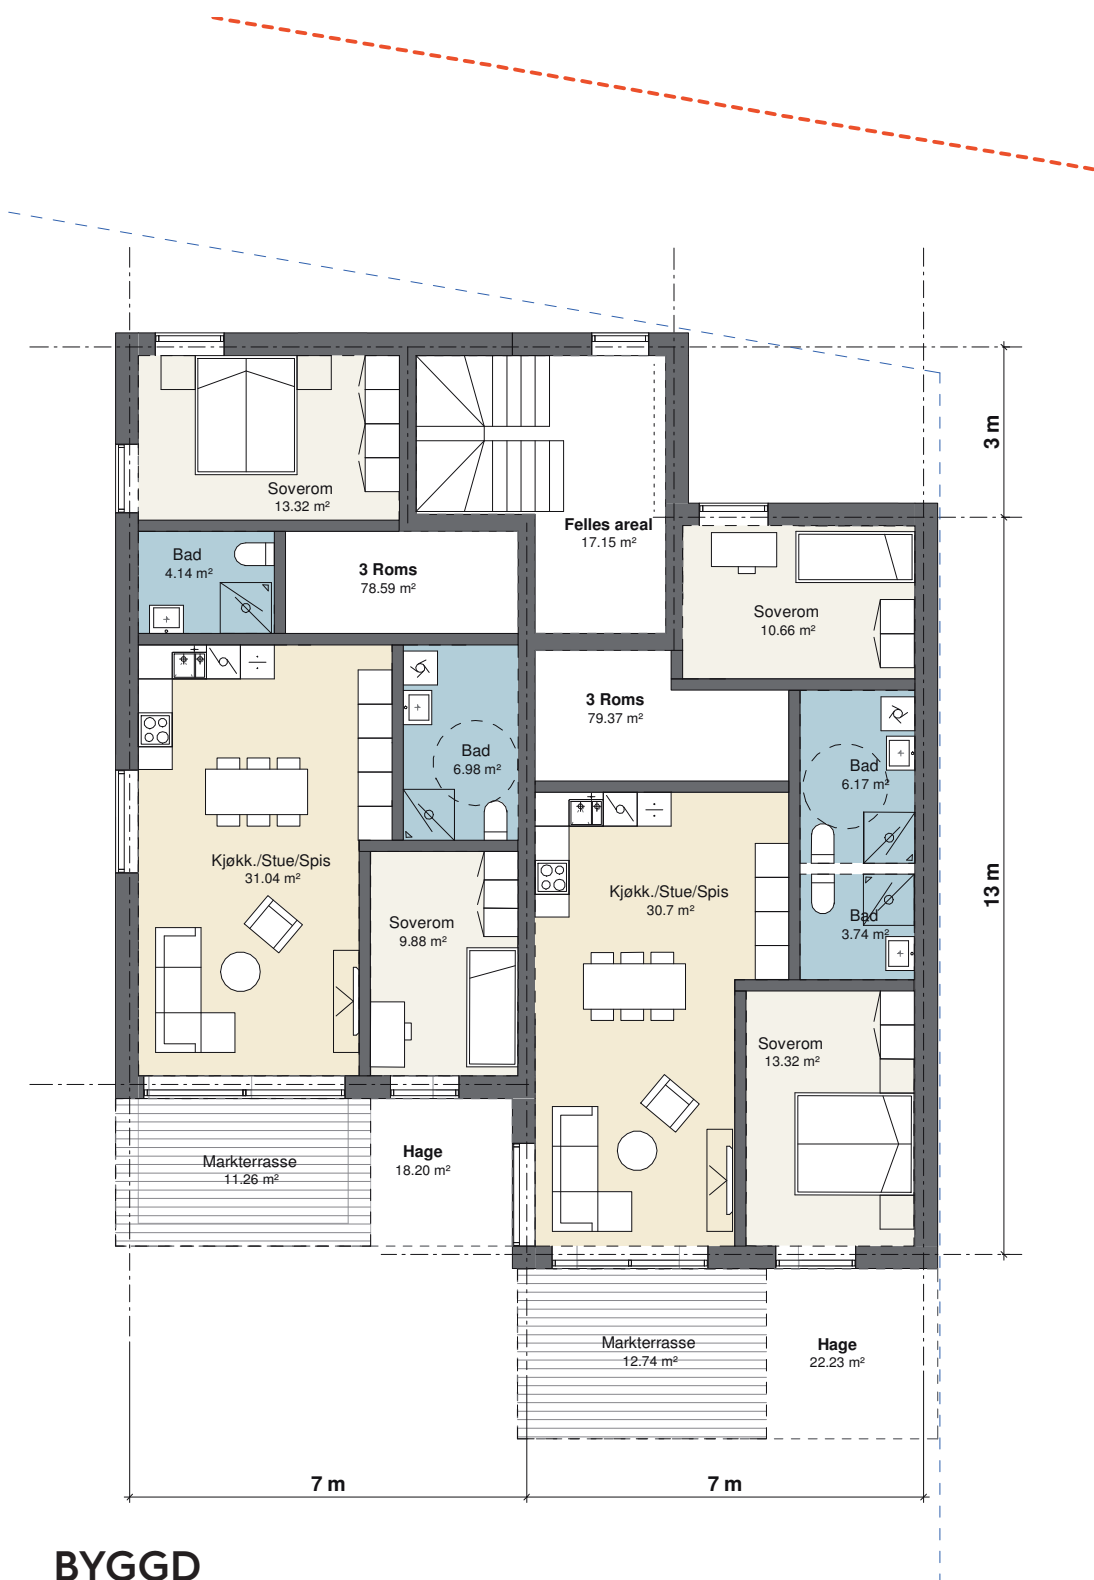 3 m
Soverom
13.32 m²
Felles areal
17.15 m²
Bad
4.14 m²
3 Roms
78.59 m²
Soverom
10.66 m²
3 Roms
79.37 m²
Bad
6.98 m²
Bad
6.17 m²
Kjøkk./Stue/Spis
31.04 m²
Kjøkk./Stue/Spis
30.7 m²
13 m
Soverom
9.88 m²
Bad
3.74 m²
Soverom
13.32 m²
Markterrasse
11.26 m²
Hage
18.20 m²
Markterrasse
12.74 m²
Hage
22.23 m²
7 m
7 m
BYGGD